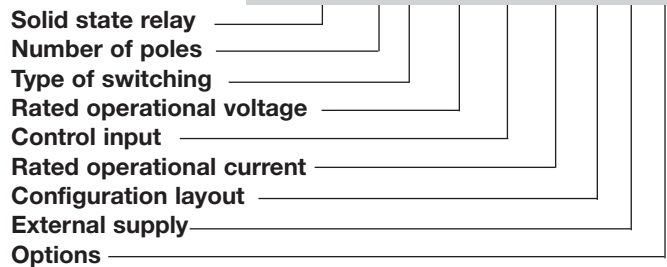 Solid state relay
Number of poles
Type of switching
Rated operational voltage
Control input
Rated operational current
Configuration layout
External supply
Options